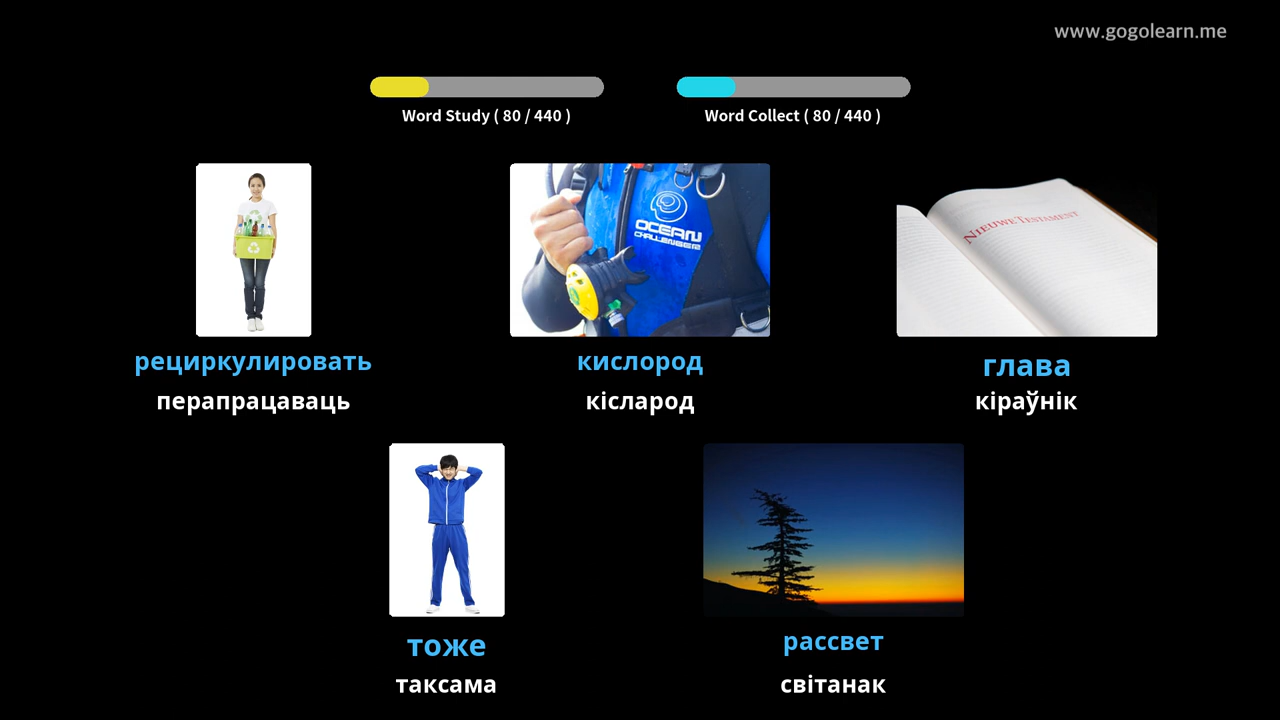 www.gogolearn.me
Word Study ( 80 / 440 )
Word Collect ( 80 / 440 )
OCEAN
CHALLENGER
NIEUWE TESTAMENT
рециркулировать
кислород
глава
перапрацаваць
кісларод
кіраўнік
тоже
рассвет
таксама
світанак